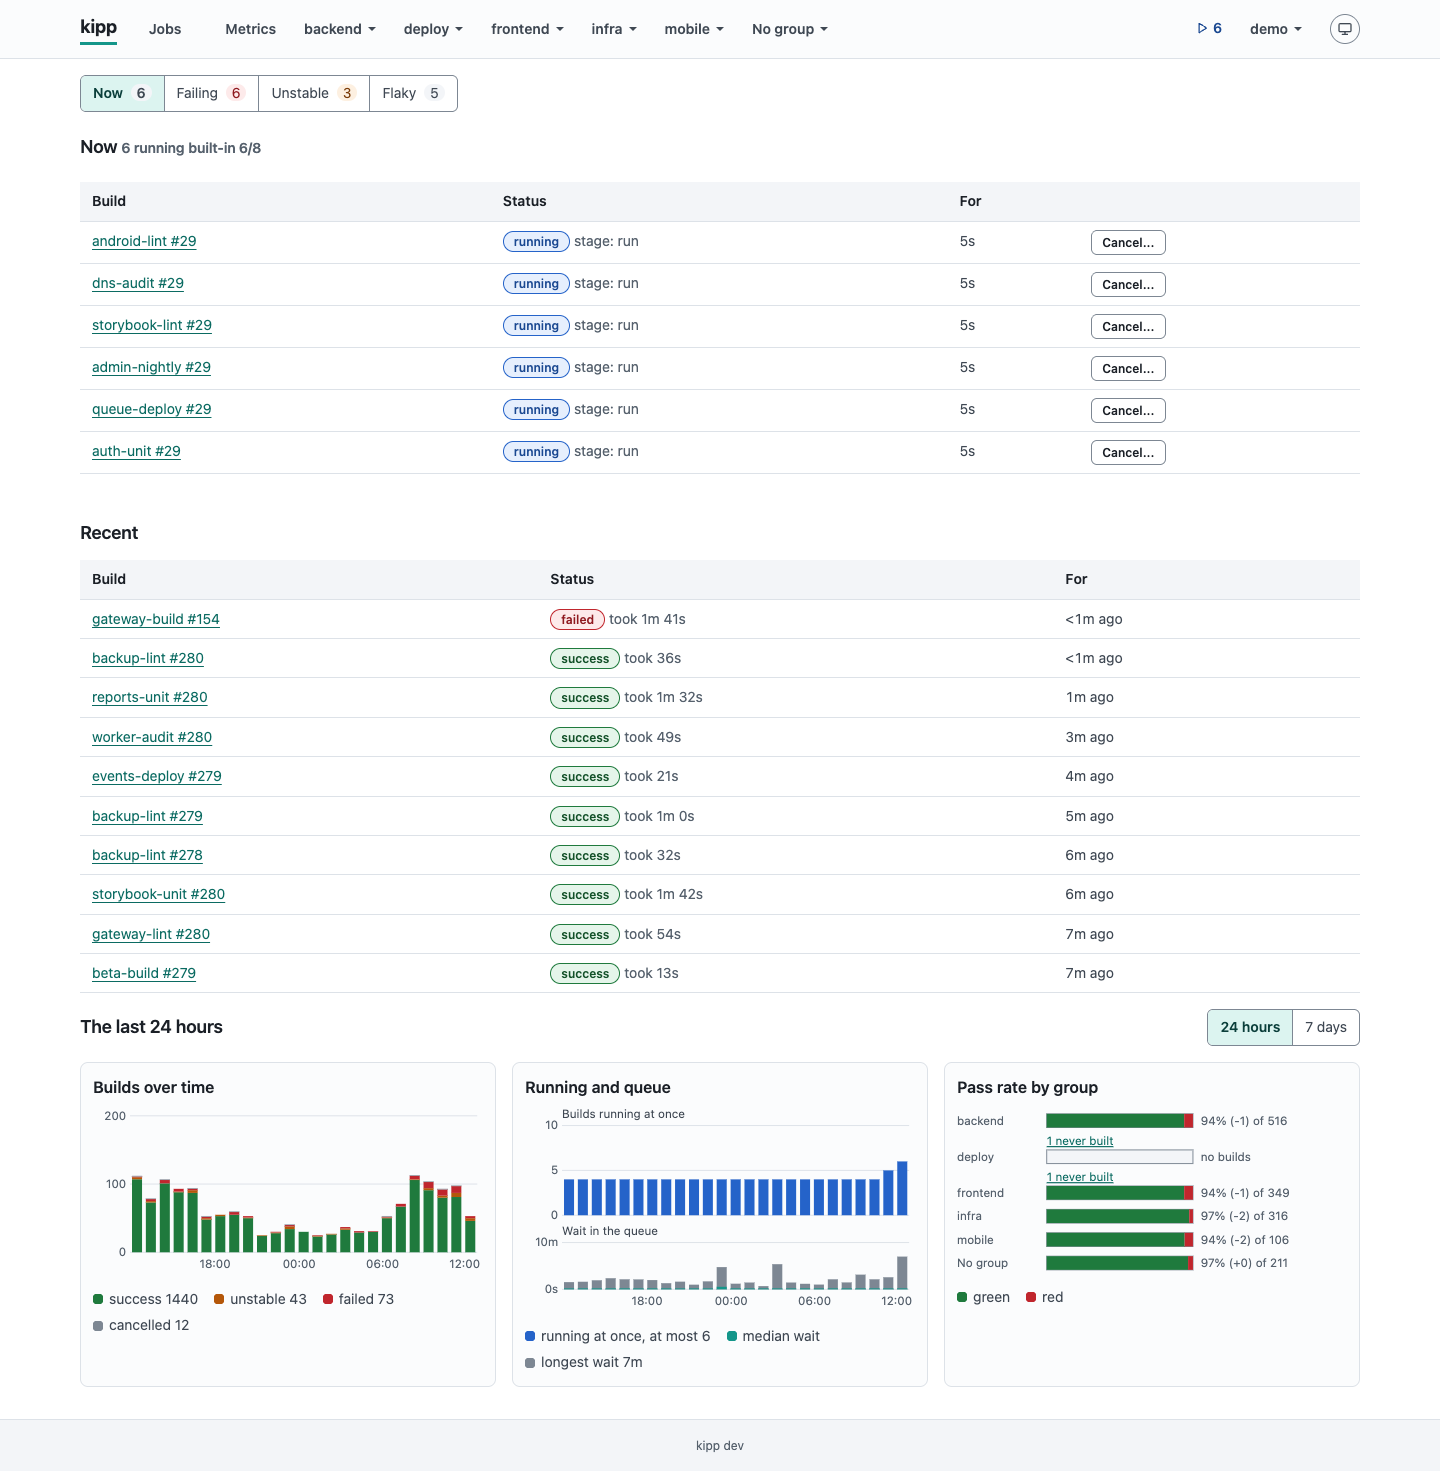 kipp Jobs Metrics backend deploy frontend infra mobile No group 6 demo
Now 6 Failing 6 Unstable 3 Flaky 5
Now 6 running built-in 6/8
Build Status For
android-lint #29 running stage: run 5s Cancel...
dns-audit #29 running stage: run 5s Cancel...
storybook-lint #29 running stage: run 5s Cancel...
admin-nightly #29 running stage: run 5s Cancel...
queue-deploy #29 running stage: run 5s Cancel...
auth-unit #29 running stage: run 5s Cancel...
Recent
Build Status For
gateway-build #154 failed took 1m 41s <1m ago
backup-lint #280 success took 36s <1m ago
reports-unit #280 success took 1m 32s 1m ago
worker-audit #280 success took 49s 3m ago
events-deploy #279 success took 21s 4m ago
backup-lint #279 success took 1m 0s 5m ago
backup-lint #278 success took 32s 6m ago
storybook-unit #280 success took 1m 42s 6m ago
gateway-lint #280 success took 54s 7m ago
beta-build #279 success took 13s 7m ago
The last 24 hours 24 hours 7 days
Builds over time
200
100
0
18:00 00:00 06:00 12:00
success 1440 unstable 43 failed 73
cancelled 12
Running and queue
Builds running at once
10
5
0
Wait in the queue
10m
0s
18:00 00:00 06:00 12:00
running at once, at most 6 median wait
longest wait 7m
Pass rate by group
backend 94% (-1) of 516
1 never built
deploy no builds
1 never built
frontend 94% (-1) of 349
infra 97% (-2) of 316
mobile 94% (-2) of 106
No group 97% (+0) of 211
green red
kipp dev